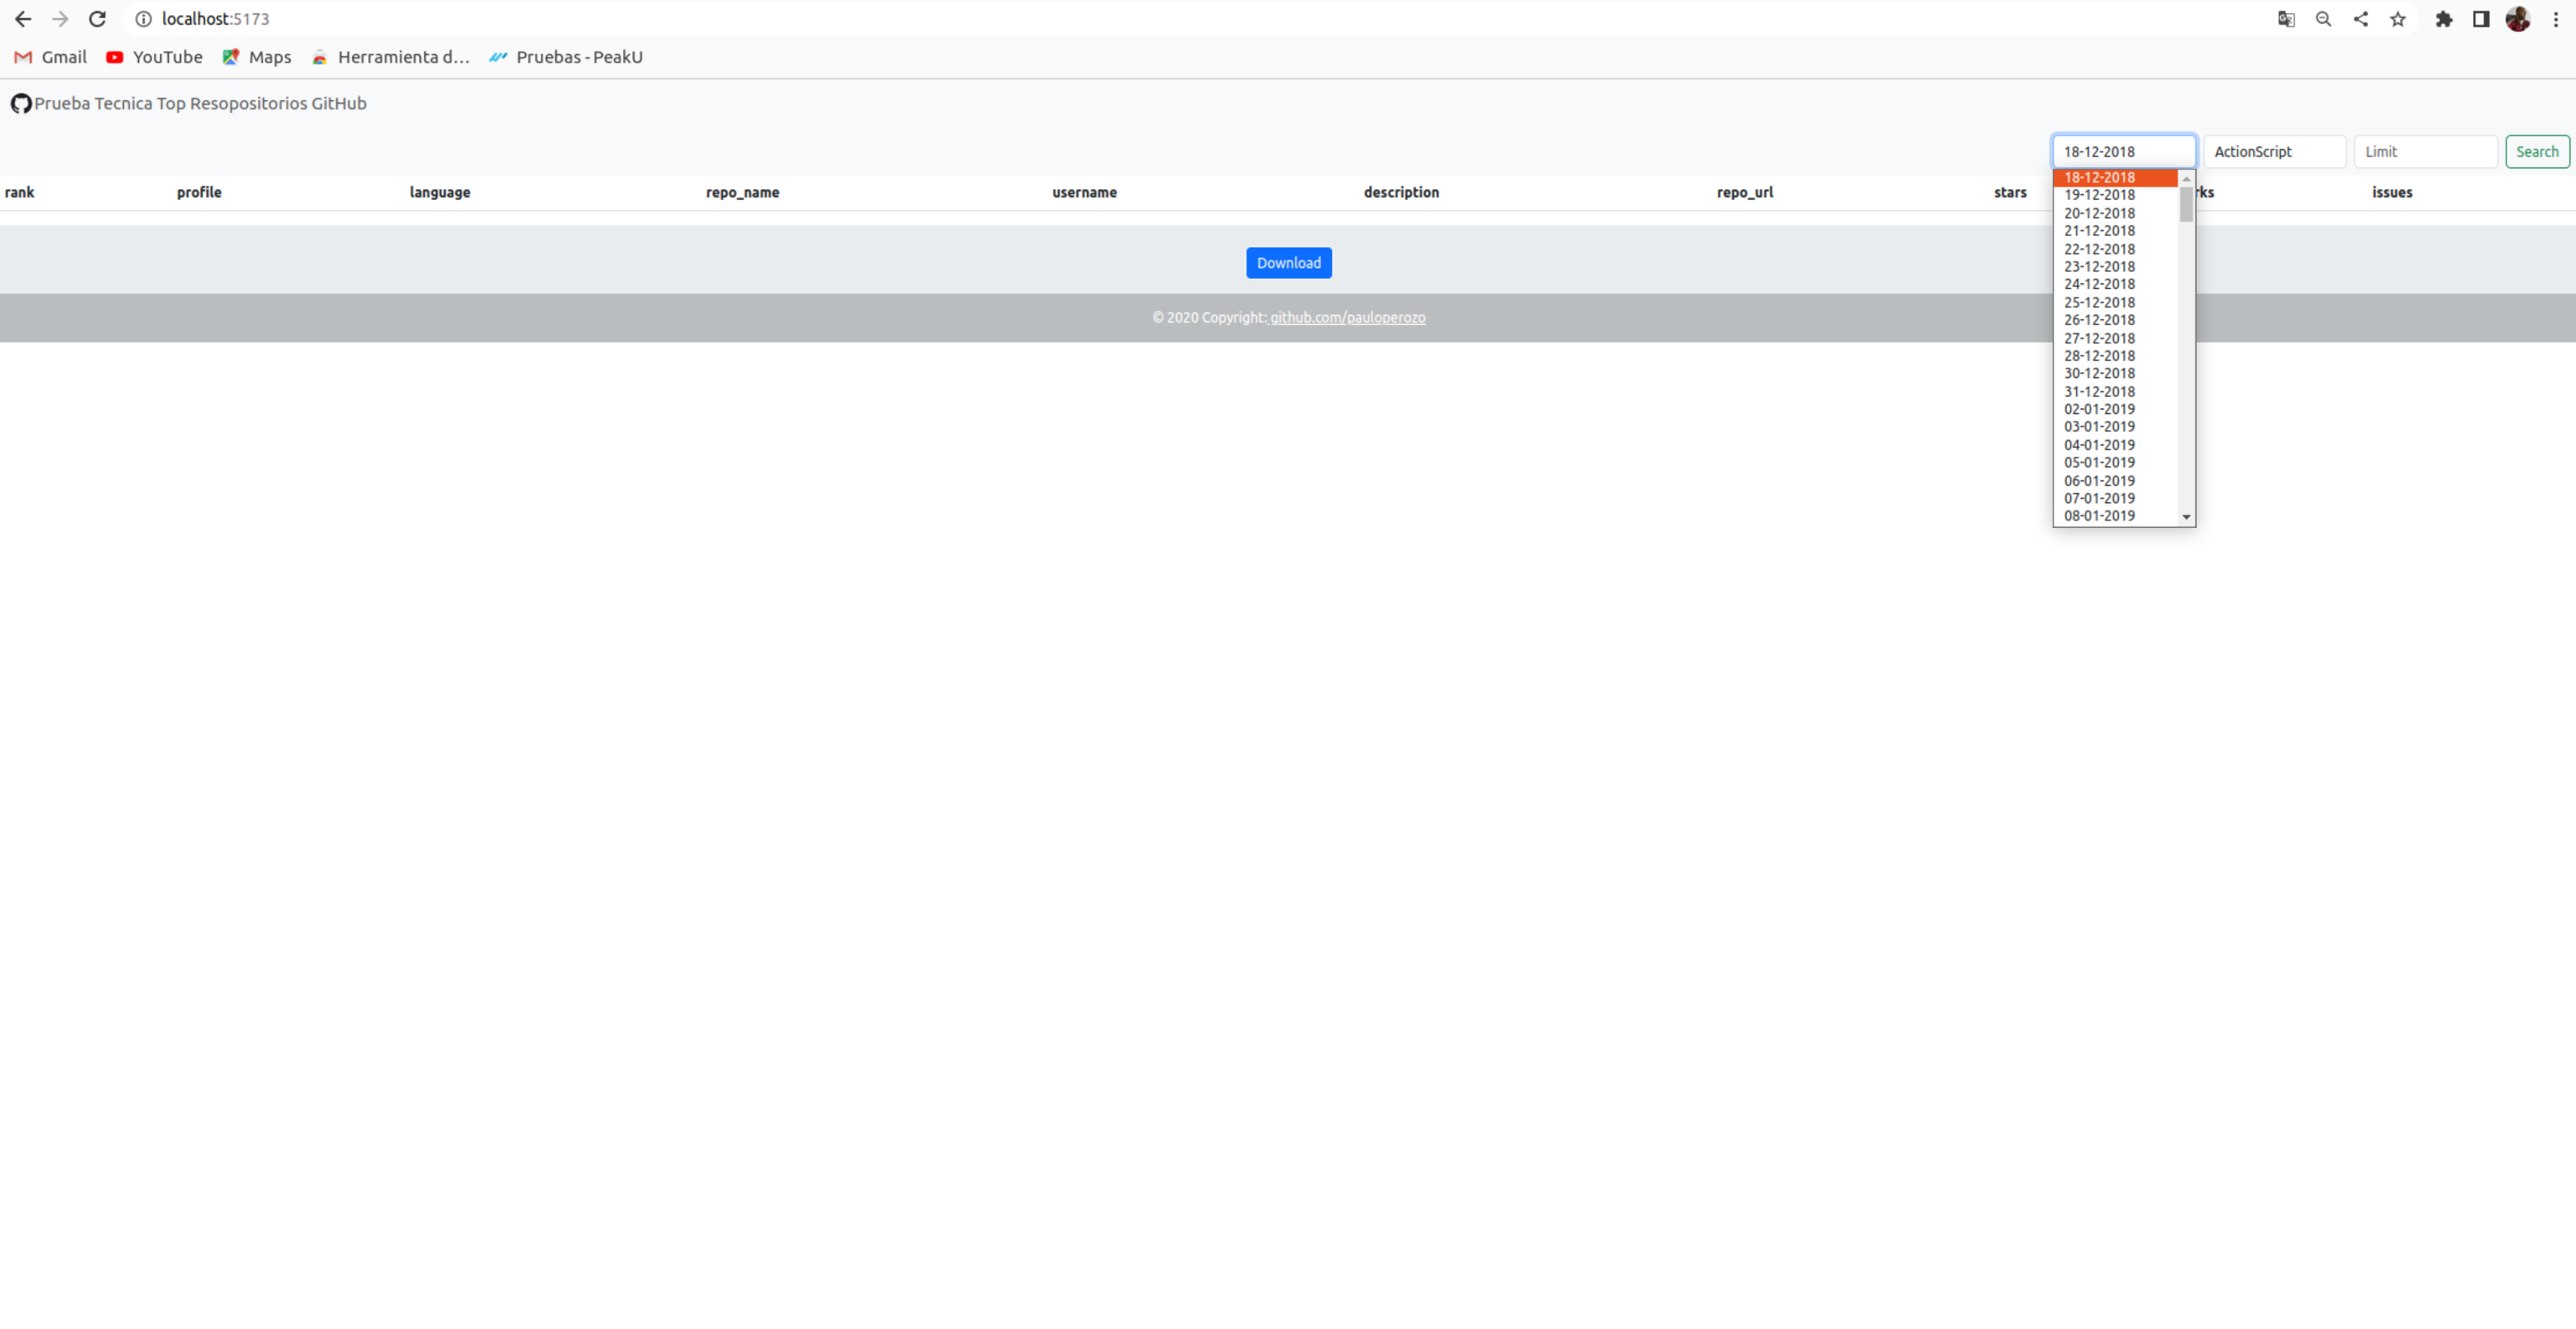 localhost:5173
Gmail YouTube Maps Herramienta d... Pruebas - PeakU
Prueba Tecnica Top Resopositorios GitHub
18-12-2018 ActionScript Limit Search
rank profile language repo_name username description repo_url stars rks issues
18-12-2018
19-12-2018
20-12-2018
21-12-2018
22-12-2018
23-12-2018
24-12-2018
25-12-2018
26-12-2018
27-12-2018
28-12-2018
30-12-2018
31-12-2018
02-01-2019
03-01-2019
04-01-2019
05-01-2019
06-01-2019
07-01-2019
08-01-2019
Download
© 2020 Copyright: github.com/pauloperozo